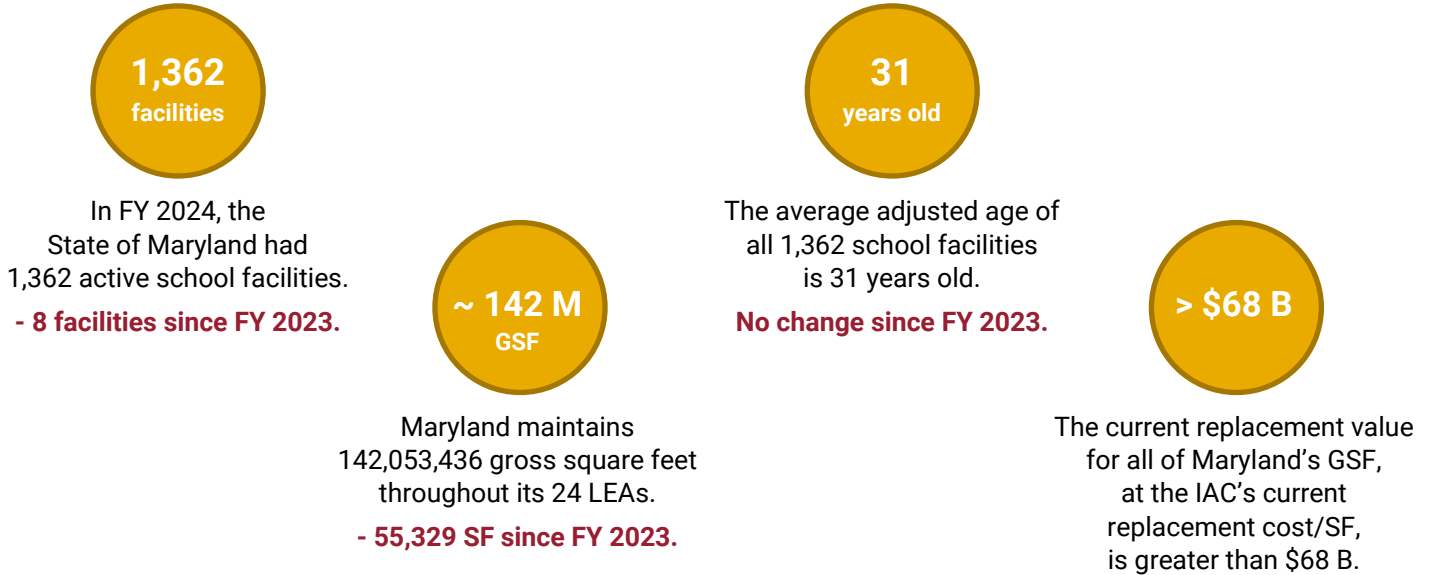 1,362
facilities
In FY 2024, the
State of Maryland had
1,362 active school facilities.
- 8 facilities since FY 2023.
~ 142 M
GSF
Maryland maintains
142,053,436 gross square feet
throughout its 24 LEAs.
- 55,329 SF since FY 2023.
31
years old
The average adjusted age of
all 1,362 school facilities
is 31 years old.
No change since FY 2023.
> $68 B
The current replacement value
for all of Maryland’s GSF,
at the IAC’s current
replacement cost/SF,
is greater than $68 B.